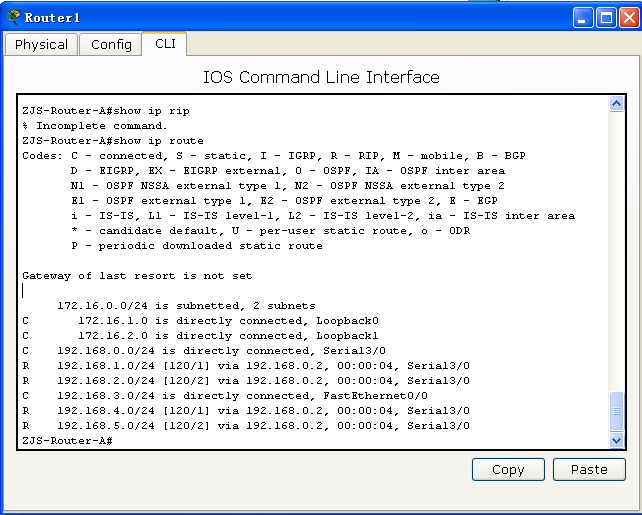 Router1
Physical Config CLI
IOS Command Line Interface
ZJS-Router-A#show ip rip
% Incomplete command.
ZJS-Router-A#show ip route
Codes: C - connected, S - static, I - IGRP, R - RIP, M - mobile, B - BGP
       D - EIGRP, EX - EIGRP external, O - OSPF, IA - OSPF inter area
       N1 - OSPF NSSA external type 1, N2 - OSPF NSSA external type 2
       E1 - OSPF external type 1, E2 - OSPF external type 2, E - EGP
       i - IS-IS, L1 - IS-IS level-1, L2 - IS-IS level-2, ia - IS-IS inter area
       * - candidate default, U - per-user static route, o - ODR
       P - periodic downloaded static route
Gateway of last resort is not set
     172.16.0.0/24 is subnetted, 2 subnets
C       172.16.1.0 is directly connected, Loopback0
C       172.16.2.0 is directly connected, Loopback1
C    192.168.0.0/24 is directly connected, Serial3/0
R    192.168.1.0/24 [120/1] via 192.168.0.2, 00:00:04, Serial3/0
R    192.168.2.0/24 [120/2] via 192.168.0.2, 00:00:04, Serial3/0
C    192.168.3.0/24 is directly connected, FastEthernet0/0
R    192.168.4.0/24 [120/1] via 192.168.0.2, 00:00:04, Serial3/0
R    192.168.5.0/24 [120/2] via 192.168.0.2, 00:00:04, Serial3/0
ZJS-Router-A#
Copy Paste